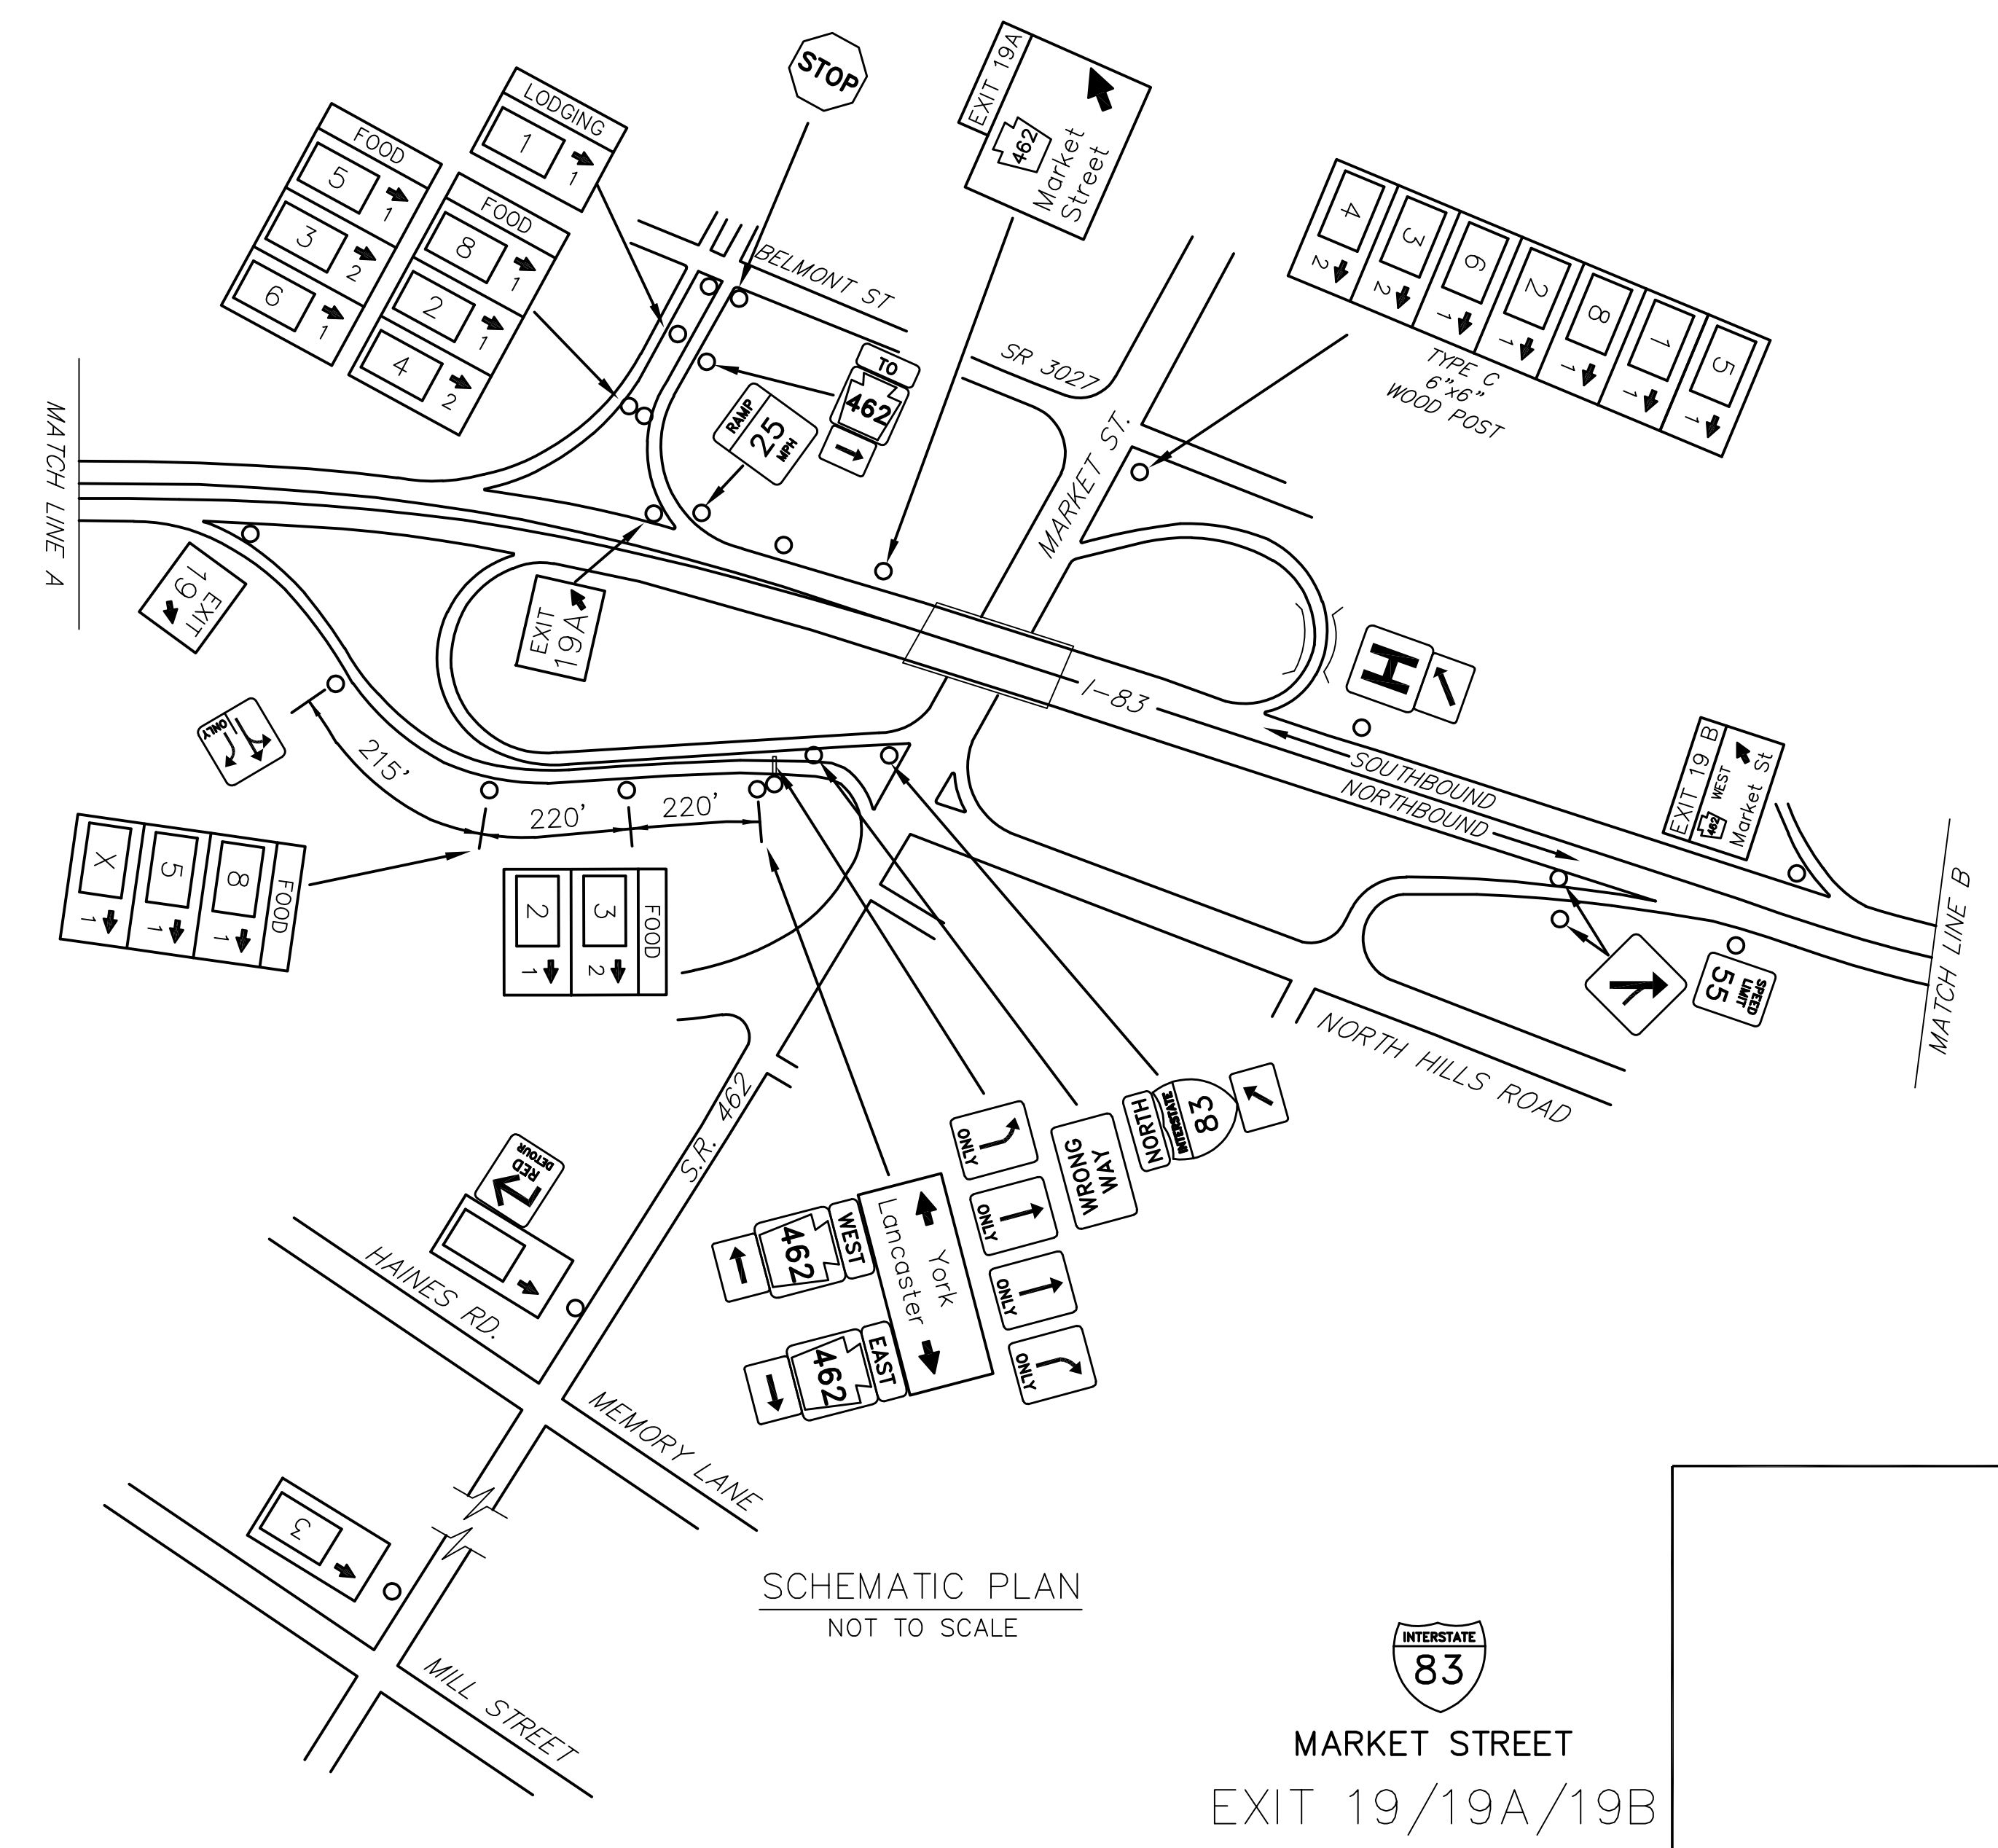 STOP
EXIT 19A
462
Market
Street
LODGING
1
1
FOOD
5
1
3
2
6
1
FOOD
8
1
2
1
4
2
BELMONT ST
SR 3027
MARKET ST.
4
2
3
2
6
1
2
1
8
1
1
1
5
1
TYPE C
6"x6"
WOOD POST
TO
462
RAMP
25
MPH
MATCH LINE A
EXIT
19
EXIT
19A
I-83
H
SOUTHBOUND
NORTHBOUND
EXIT 19 B
462 WEST
Market St
MATCH LINE B
SPEED
LIMIT
55
ONLY
215'
220'
220'
FOOD
8
1
5
1
X
1
FOOD
3
2
2
1
NORTH HILLS ROAD
S.R. 462
NORTH
INTERSTATE
83
WRONG
WAY
ONLY
ONLY
ONLY
ONLY
York
Lancaster
WEST
462
EAST
462
RED
DETOUR
HAINES RD.
MEMORY LANE
3
MILL STREET
SCHEMATIC PLAN
NOT TO SCALE
INTERSTATE
83
MARKET STREET
EXIT 19/19A/19B